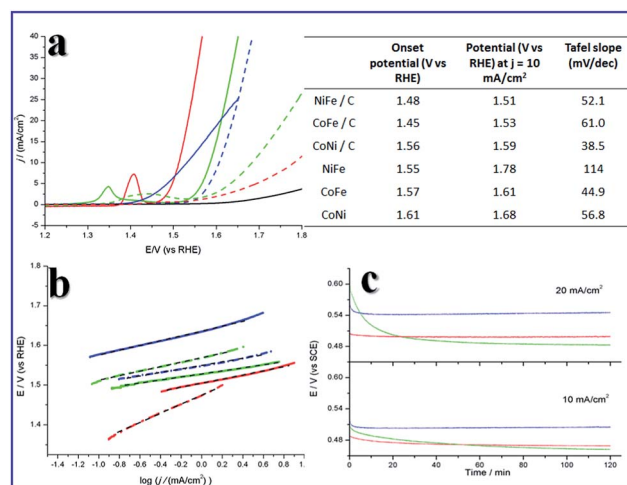 a
40
35
30
25
20
15
10
5
0
-5
j / (mA/cm²)
1.2 1.3 1.4 1.5 1.6 1.7 1.8
E/V (vs RHE)
Onset potential (V vs RHE) Potential (V vs RHE) at j = 10 mA/cm² Tafel slope (mV/dec)
NiFe / C 1.48 1.51 52.1
CoFe / C 1.45 1.53 61.0
CoNi / C 1.56 1.59 38.5
NiFe 1.55 1.78 114
CoFe 1.57 1.61 44.9
CoNi 1.61 1.68 56.8
b
1.8
1.7
1.6
1.5
1.4
E / V (vs RHE)
-1.4 -1.2 -1.0 -0.8 -0.6 -0.4 -0.2 0.0 0.2 0.4 0.6 0.8 1.
log (j /(mA/cm²) )
c
20 mA/cm²
0.60
0.54
0.48
E / V (vs SCE)
10 mA/cm²
0.60
0.54
0.48
0 20 40 60 80 100 120
Time / min